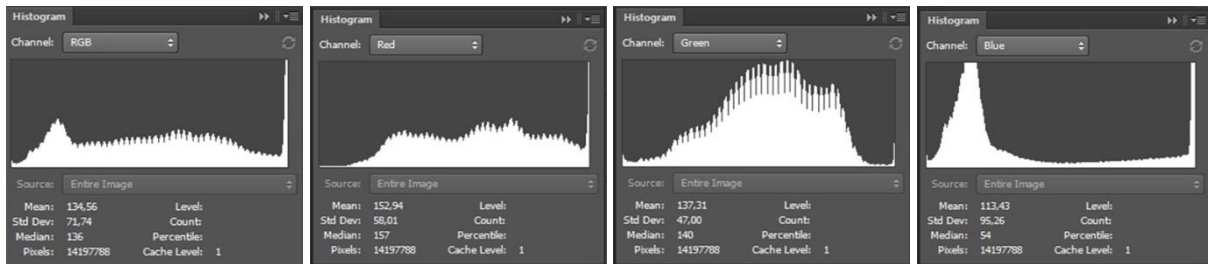 Histogram
Channel: RGB
Source: Entire Image
Mean: 134,56 Level:
Std Dev: 71,74 Count:
Median: 136 Percentile:
Pixels: 14197788 Cache Level: 1
Histogram
Channel: Red
Source: Entire Image
Mean: 152,94 Level:
Std Dev: 58,01 Count:
Median: 157 Percentile:
Pixels: 14197788 Cache Level: 1
Histogram
Channel: Green
Source: Entire Image
Mean: 137,31 Level:
Std Dev: 47,00 Count:
Median: 140 Percentile:
Pixels: 14197788 Cache Level: 1
Histogram
Channel: Blue
Source: Entire Image
Mean: 113,43 Level:
Std Dev: 95,26 Count:
Median: 54 Percentile:
Pixels: 14197788 Cache Level: 1